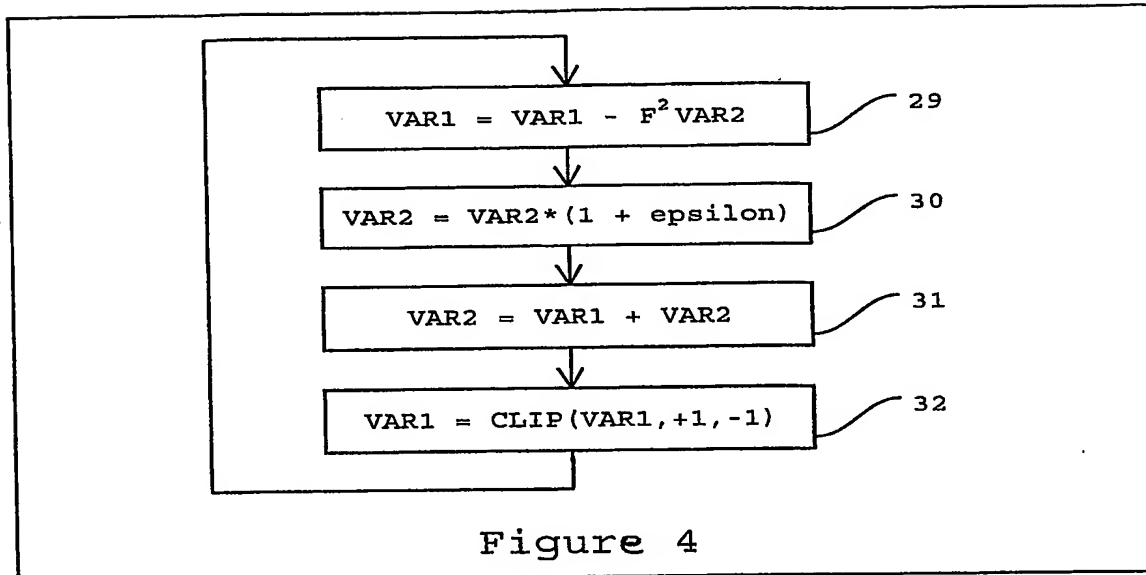 VAR1 = VAR1 - F²VAR2
29
VAR2 = VAR2*(1 + epsilon)
30
VAR2 = VAR1 + VAR2
31
VAR1 = CLIP(VAR1,+1,-1)
32
Figure 4